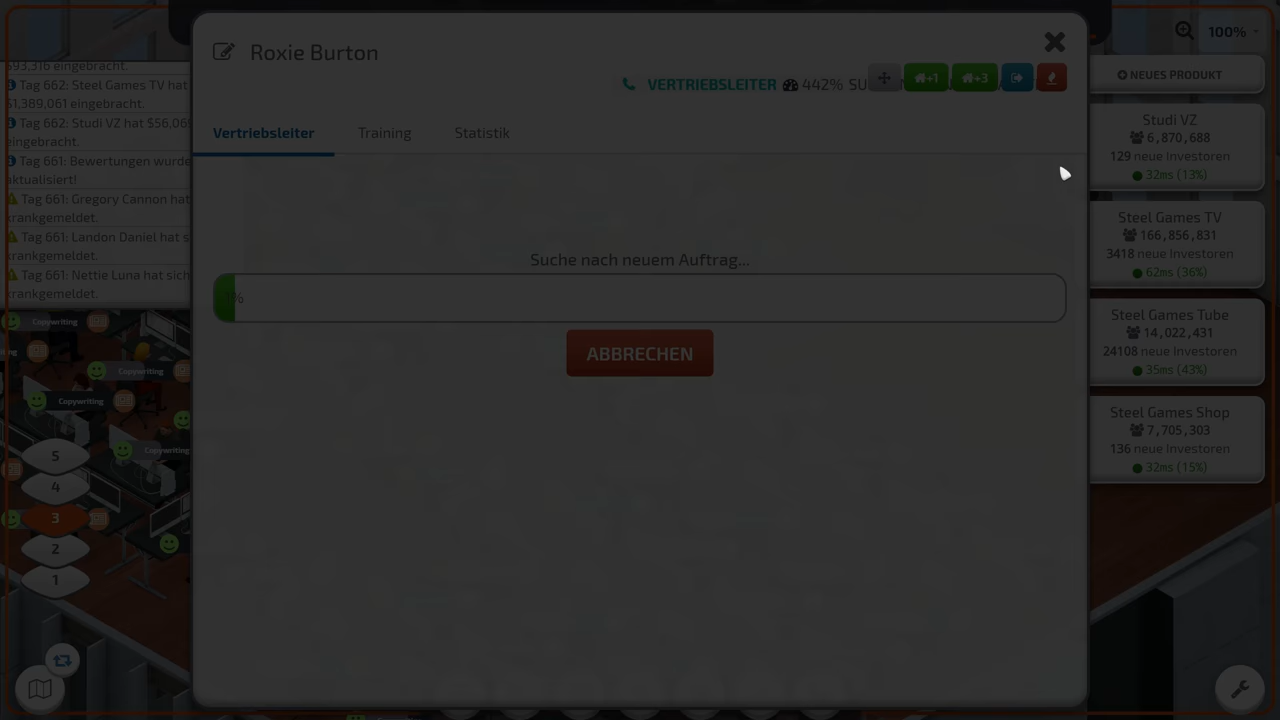 Roxie Burton
VERTRIEBSLEITER 442% SU
+1
+3
Vertriebsleiter
Training
Statistik
Suche nach neuem Auftrag...
ABBRECHEN
$93,316 eingebracht.
Tag 662: Steel Games TV hat
$1,389,061 eingebracht.
Tag 662: Studi VZ hat $56,069
eingebracht.
Tag 661: Bewertungen wurde
aktualisiert!
Tag 661: Gregory Cannon hat
krankgemeldet.
Tag 661: Landon Daniel hat s
krankgemeldet.
Tag 661: Nettie Luna hat sich
krankgemeldet.
Copywriting
Copywriting
Copywriting
Copywriting
5
4
3
2
1
100%
NEUES PRODUKT
Studi VZ
6,870,688
129 neue Investoren
32ms (13%)
Steel Games TV
166,856,831
3418 neue Investoren
62ms (36%)
Steel Games Tube
14,022,431
24108 neue Investoren
35ms (43%)
Steel Games Shop
7,705,303
136 neue Investoren
32ms (15%)